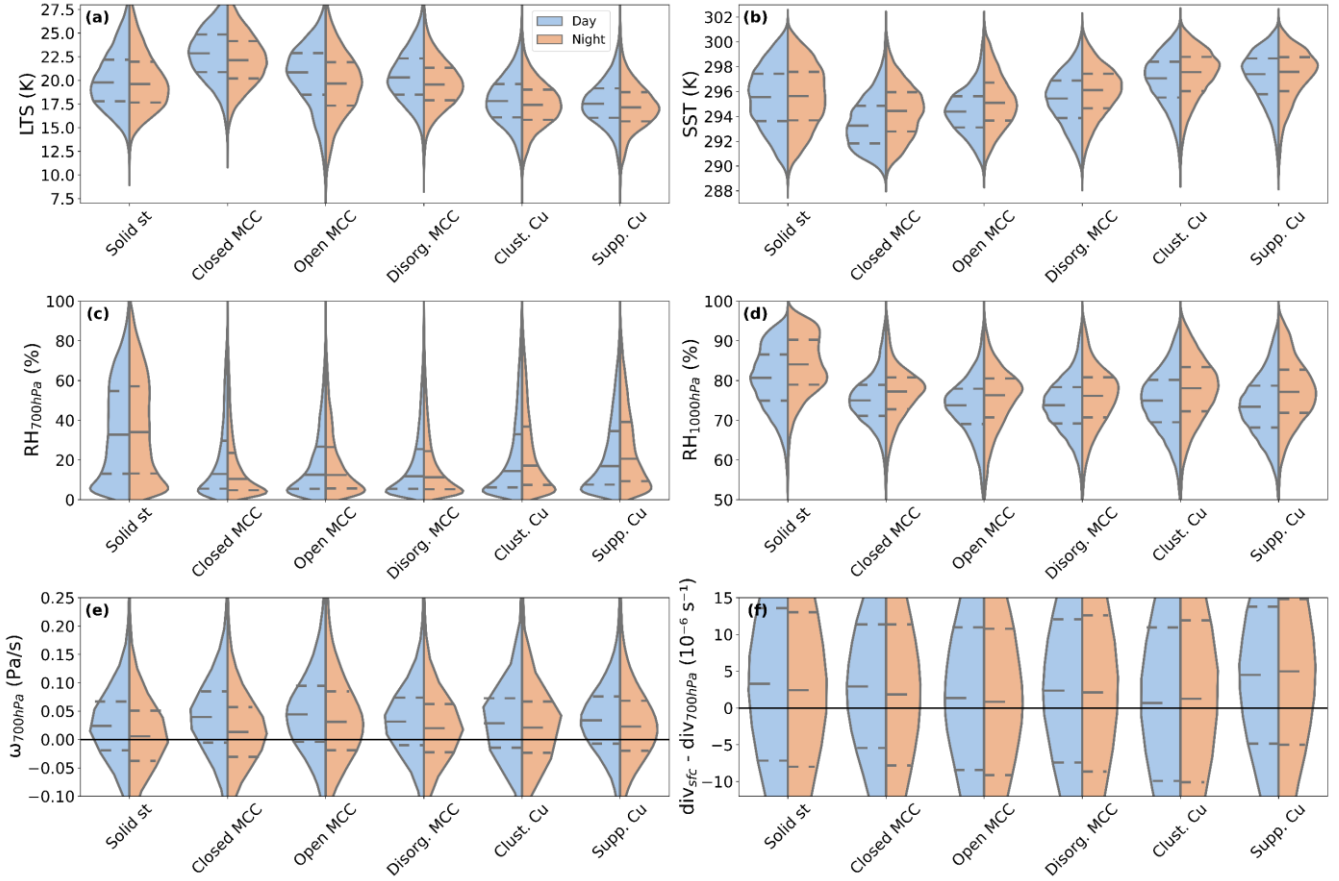 (a)
Day
Night
LTS (K)
27.5
25.0
22.5
20.0
17.5
15.0
12.5
10.0
7.5
Solid st
Closed MCC
Open MCC
Disorg. MCC
Clust. Cu
Supp. Cu
(b)
SST (K)
302
300
298
296
294
292
290
288
Solid st
Closed MCC
Open MCC
Disorg. MCC
Clust. Cu
Supp. Cu
(c)
RH700hPa (%)
100
80
60
40
20
0
Solid st
Closed MCC
Open MCC
Disorg. MCC
Clust. Cu
Supp. Cu
(d)
RH1000hPa (%)
100
90
80
70
60
50
Solid st
Closed MCC
Open MCC
Disorg. MCC
Clust. Cu
Supp. Cu
(e)
ω700hPa (Pa/s)
0.25
0.20
0.15
0.10
0.05
0.00
−0.05
−0.10
Solid st
Closed MCC
Open MCC
Disorg. MCC
Clust. Cu
Supp. Cu
(f)
divsfc - div700hPa (10⁻⁶ s⁻¹)
15
10
5
0
−5
−10
Solid st
Closed MCC
Open MCC
Disorg. MCC
Clust. Cu
Supp. Cu